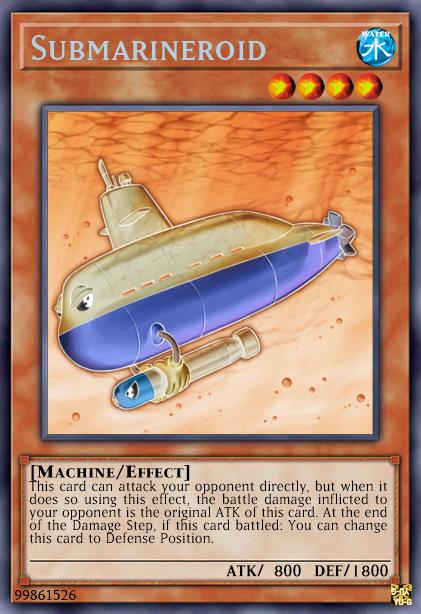 SUBMARINEROID
WATER
水
[MACHINE/EFFECT]
This card can attack your opponent directly, but when it
does so using this effect, the battle damage inflicted to
your opponent is the original ATK of this card. At the end
of the Damage Step, if this card battled: You can change
this card to Defense Position.
ATK/ 800 DEF/1800
99861526